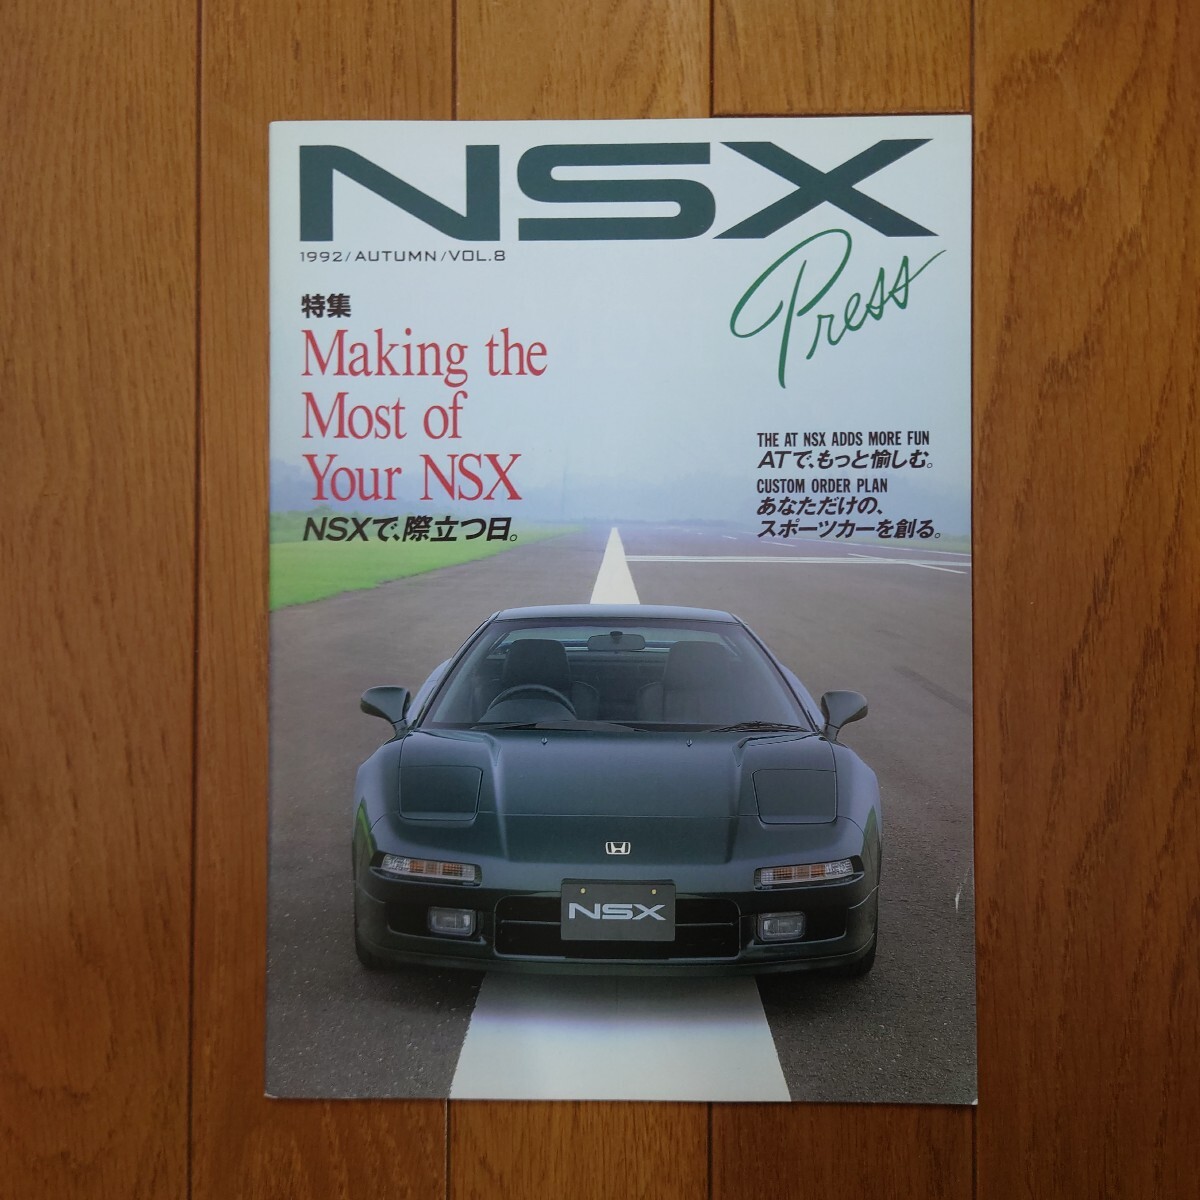 NSX
Press
1992/AUTUMN/VOL.8
特集
Making the
Most of
Your NSX
NSXで、際立つ日。
THE AT NSX ADDS MORE FUN
ATで、もっと愉しむ。
CUSTOM ORDER PLAN
あなただけの、
スポーツカーを創る。
NSX